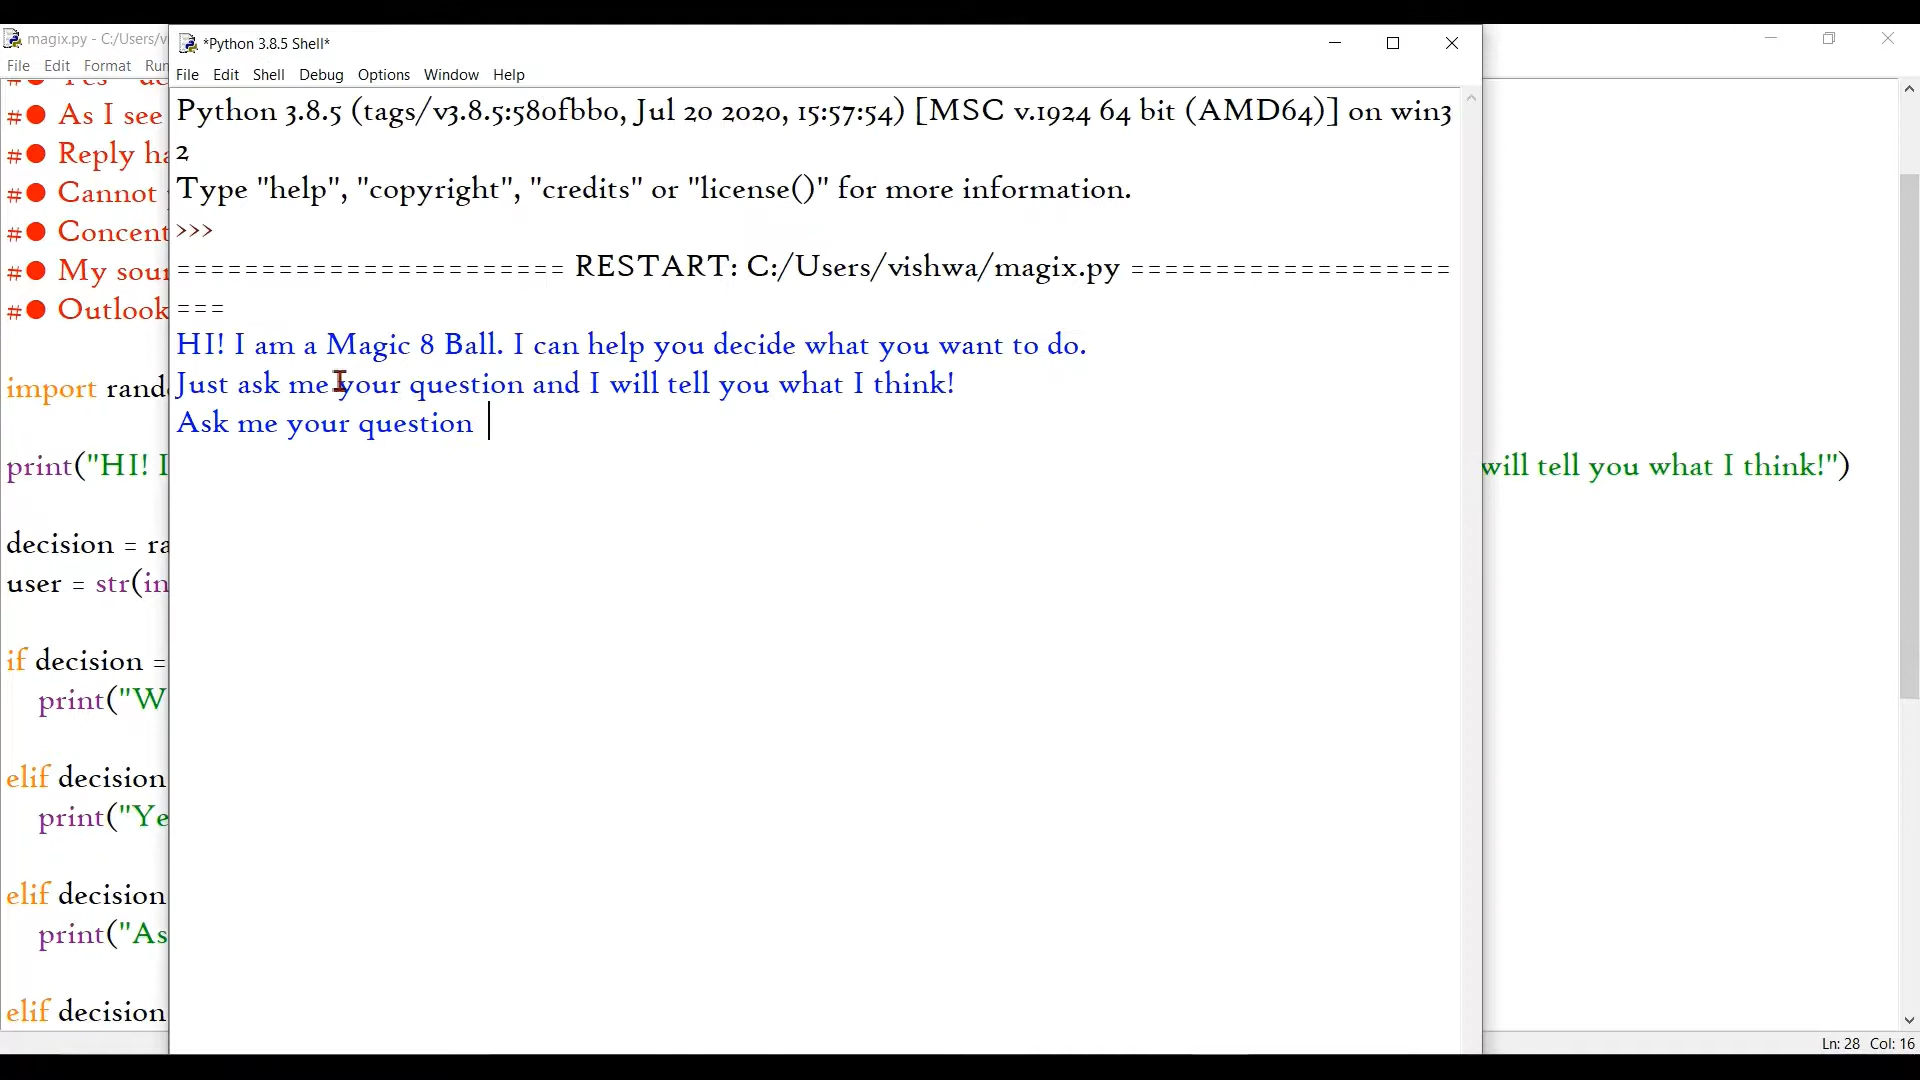 magix.py - C:/Users/v
File Edit Format Run
#● As I see
#● Reply ha
#● Cannot
#● Concent
#● My sour
#● Outlook
import rand
print("HI! I
decision = ra
user = str(in
if decision =
print("W
elif decision
print("Ye
elif decision
print("As
elif decision
*Python 3.8.5 Shell*
File Edit Shell Debug Options Window Help
Python 3.8.5 (tags/v3.8.5:580fbb0, Jul 20 2020, 15:57:54) [MSC v.1924 64 bit (AMD64)] on win3
2
Type "help", "copyright", "credits" or "license()" for more information.
>>>
======================= RESTART: C:/Users/vishwa/magix.py ===================
===
HI! I am a Magic 8 Ball. I can help you decide what you want to do.
Just ask me your question and I will tell you what I think!
Ask me your question
will tell you what I think!")
Ln: 28 Col: 16